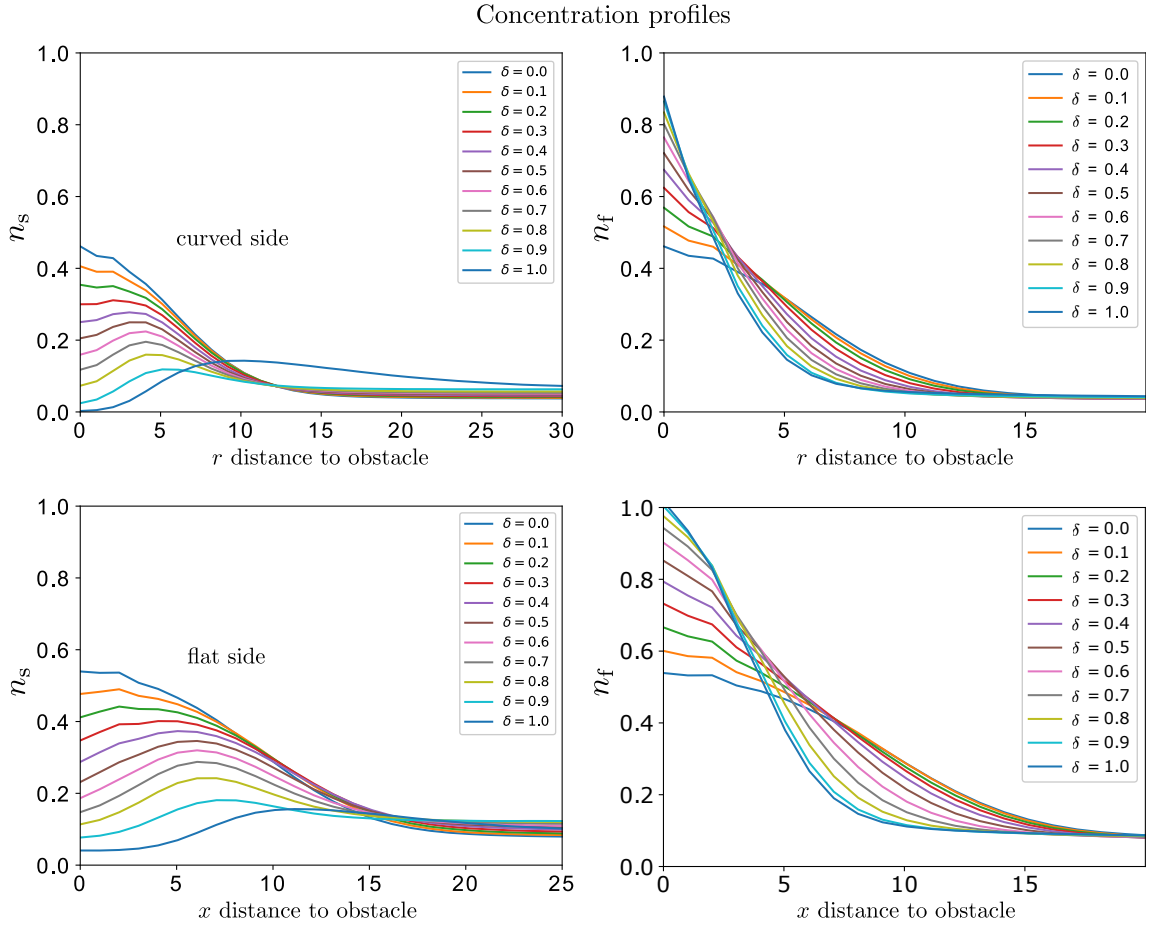 Concentration profiles
1.0
0.8
0.6
0.4
0.2
0.0
n_s
curved side
δ = 0.0
δ = 0.1
δ = 0.2
δ = 0.3
δ = 0.4
δ = 0.5
δ = 0.6
δ = 0.7
δ = 0.8
δ = 0.9
δ = 1.0
0 5 10 15 20 25 30
r distance to obstacle
1.0
0.8
0.6
0.4
0.2
0.0
n_f
δ = 0.0
δ = 0.1
δ = 0.2
δ = 0.3
δ = 0.4
δ = 0.5
δ = 0.6
δ = 0.7
δ = 0.8
δ = 0.9
δ = 1.0
0 5 10 15
r distance to obstacle
1.0
0.8
0.6
0.4
0.2
0.0
n_s
flat side
δ = 0.0
δ = 0.1
δ = 0.2
δ = 0.3
δ = 0.4
δ = 0.5
δ = 0.6
δ = 0.7
δ = 0.8
δ = 0.9
δ = 1.0
0 5 10 15 20 25
x distance to obstacle
1.0
0.8
0.6
0.4
0.2
0.0
n_f
δ = 0.0
δ = 0.1
δ = 0.2
δ = 0.3
δ = 0.4
δ = 0.5
δ = 0.6
δ = 0.7
δ = 0.8
δ = 0.9
δ = 1.0
0 5 10 15
x distance to obstacle